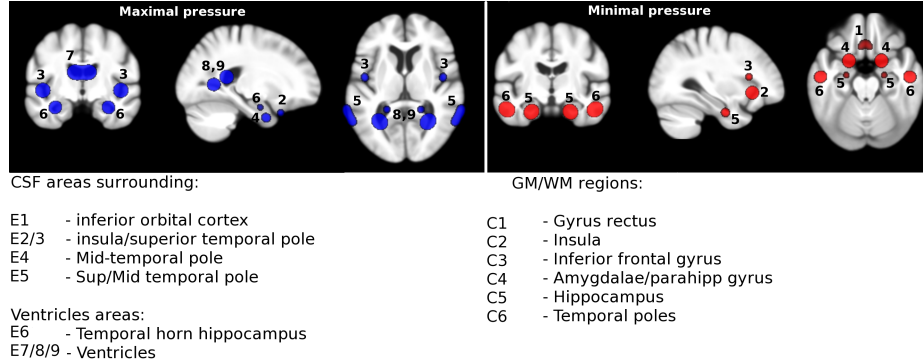 Maximal pressure
7
3
3
6
6
8,9
6
2
4
3
3
5
5
8,9
Minimal pressure
5
5
6
6
3
2
5
1
4
4
6
5
5
6
CSF areas surrounding:
E1 - inferior orbital cortex
E2/3 - insula/superior temporal pole
E4 - Mid-temporal pole
E5 - Sup/Mid temporal pole
Ventricles areas:
E6 - Temporal horn hippocampus
E7/8/9 - Ventricles
GM/WM regions:
C1 - Gyrus rectus
C2 - Insula
C3 - Inferior frontal gyrus
C4 - Amygdalae/parahipp gyrus
C5 - Hippocampus
C6 - Temporal poles